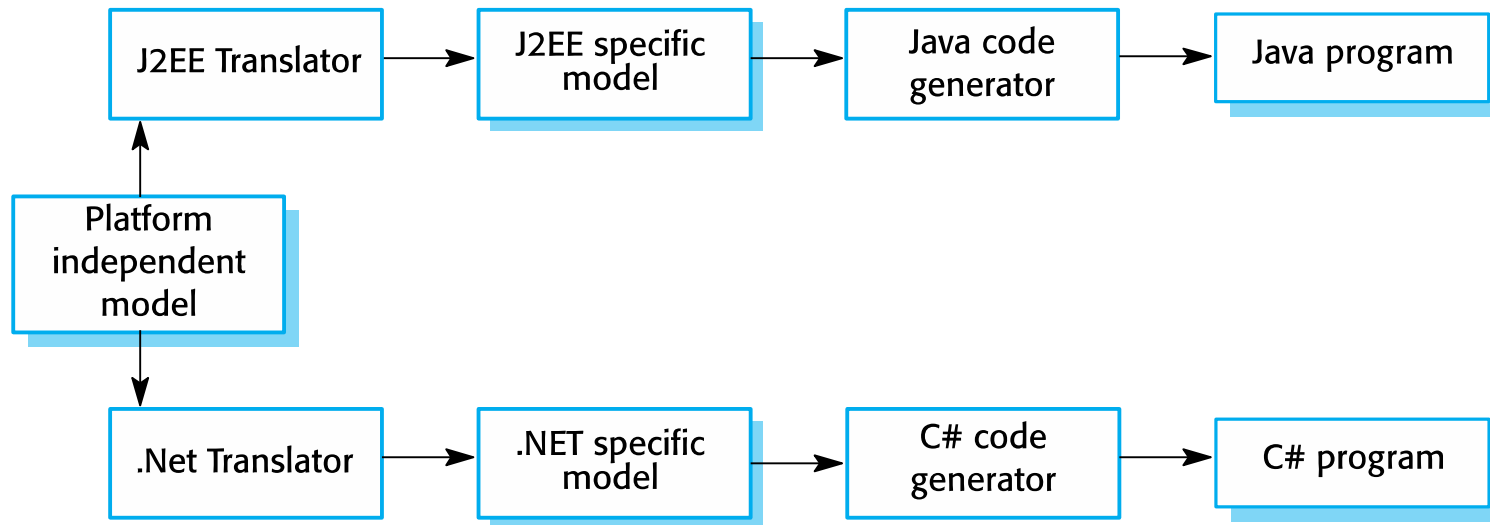 J2EE Translator
J2EE specific
model
Java code
generator
Java program
Platform
independent
model
.Net Translator
.NET specific
model
C# code
generator
C# program